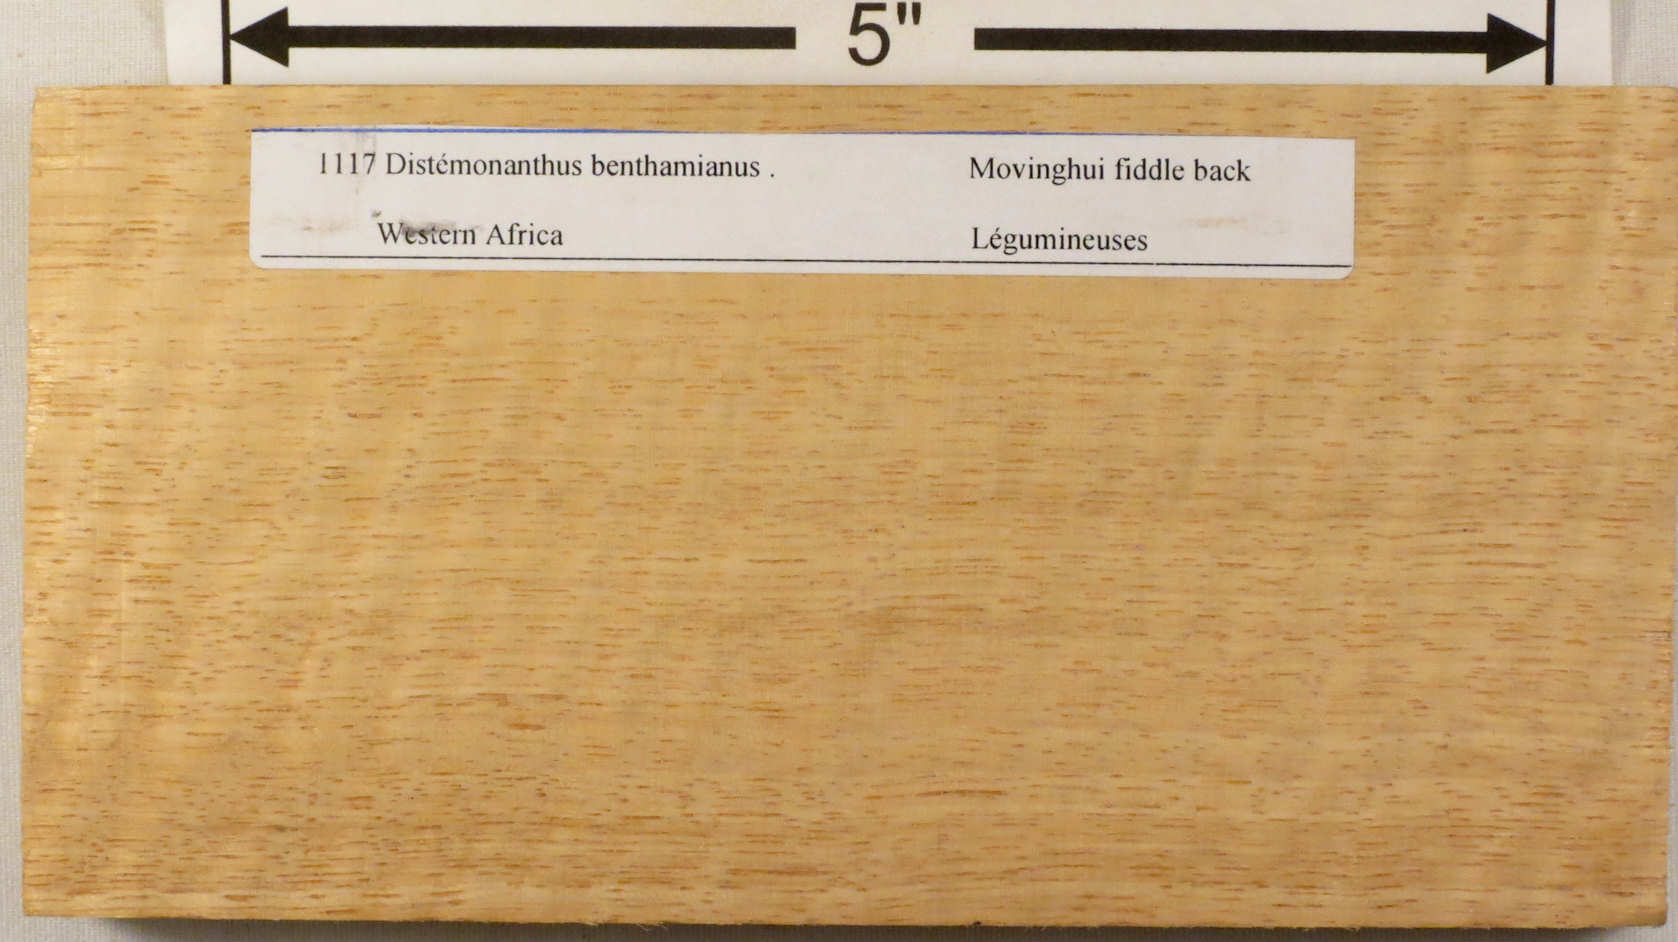 5"
1117 Distémonanthus benthamianus . Movinghui fiddle back
Western Africa Légumineuses